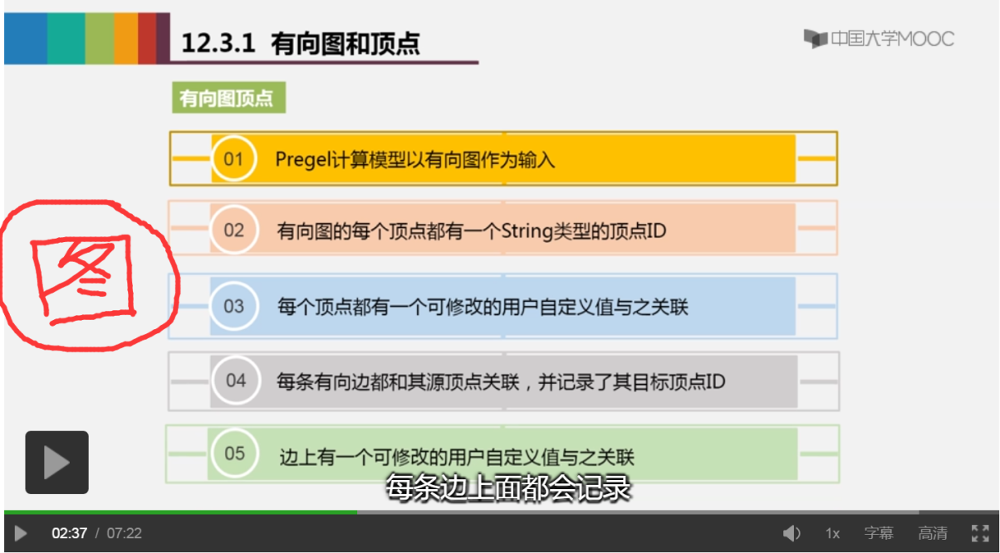 12.3.1 有向图和顶点
中国大学MOOC
有向图顶点
01 Pregel计算模型以有向图作为输入
02 有向图的每个顶点都有一个String类型的顶点ID
图
03 每个顶点都有一个可修改的用户自定义值与之关联
04 每条有向边都和其源顶点关联，并记录了其目标顶点ID
05 边上有一个可修改的用户自定义值与之关联
每条边上面都会记录
02:37 / 07:22 1x 字幕 高清